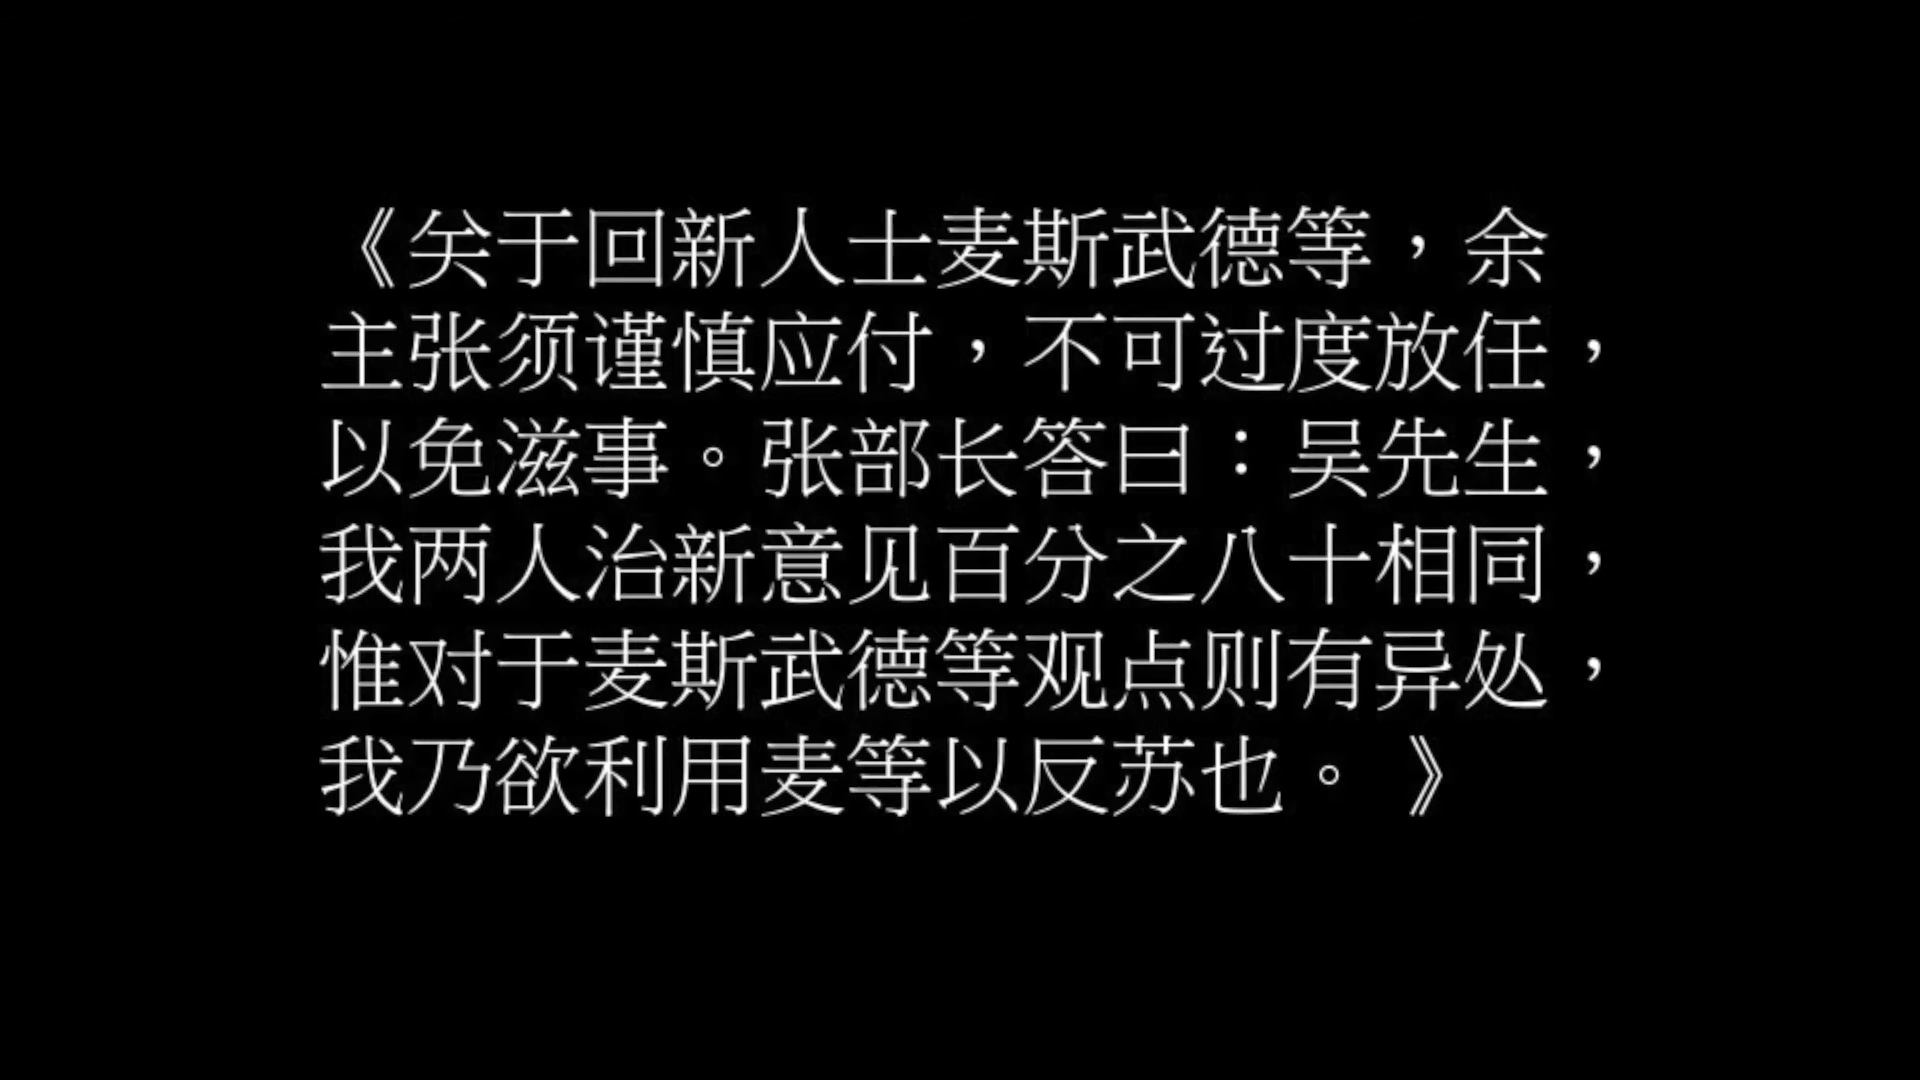 《关于回新人士麦斯武德等，余
主张须谨慎应付，不可过度放任，
以免滋事。张部长答曰：吴先生，
我两人治新意见百分之八十相同，
惟对于麦斯武德等观点则有异处，
我乃欲利用麦等以反苏也。》